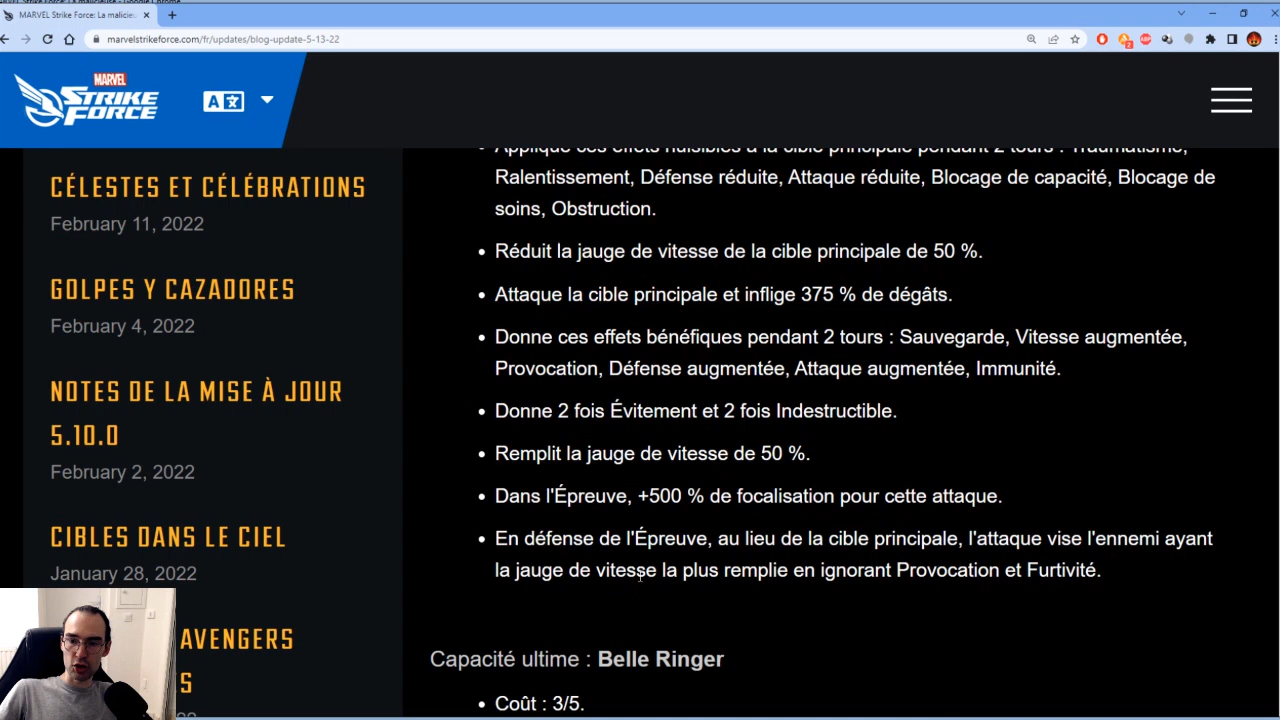 MARVEL Strike Force: La malicieuse - Google Chrome
MARVEL Strike Force: La malicieu
marvelstrikeforce.com/fr/updates/blog-update-5-13-22
MARVEL
STRIKE
FORCE
CÉLESTES ET CÉLÉBRATIONS
February 11, 2022
GOLPES Y CAZADORES
February 4, 2022
NOTES DE LA MISE À JOUR
5.10.0
February 2, 2022
CIBLES DANS LE CIEL
January 28, 2022
AVENGERS
Applique ces effets nuisibles à la cible principale pendant 2 tours : Traumatisme,
Ralentissement, Défense réduite, Attaque réduite, Blocage de capacité, Blocage de
soins, Obstruction.
• Réduit la jauge de vitesse de la cible principale de 50 %.
• Attaque la cible principale et inflige 375 % de dégâts.
• Donne ces effets bénéfiques pendant 2 tours : Sauvegarde, Vitesse augmentée,
Provocation, Défense augmentée, Attaque augmentée, Immunité.
• Donne 2 fois Évitement et 2 fois Indestructible.
• Remplit la jauge de vitesse de 50 %.
• Dans l'Épreuve, +500 % de focalisation pour cette attaque.
• En défense de l'Épreuve, au lieu de la cible principale, l'attaque vise l'ennemi ayant
la jauge de vitesse la plus remplie en ignorant Provocation et Furtivité.
Capacité ultime : Belle Ringer
• Coût : 3/5.